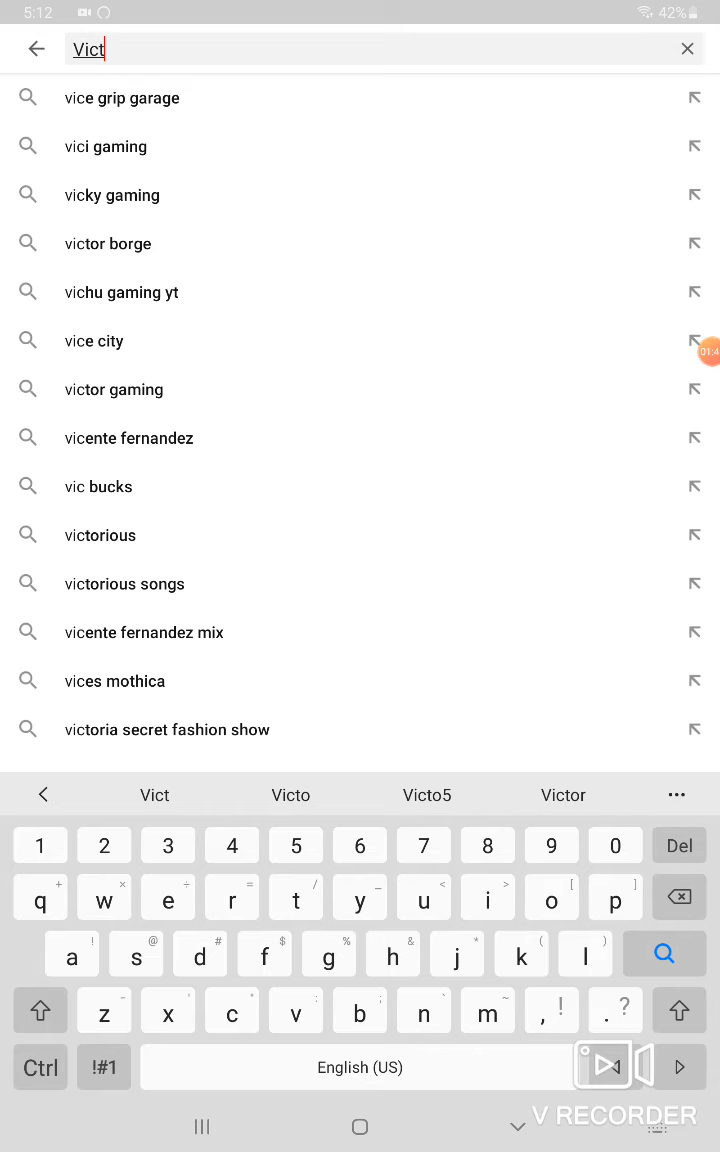 5:12 42%
Vict
vice grip garage
vici gaming
vicky gaming
victor borge
vichu gaming yt
vice city
01:4
victor gaming
vicente fernandez
vic bucks
victorious
victorious songs
vicente fernandez mix
vices mothica
victoria secret fashion show
Vict Victo Victo5 Victor
1 2 3 4 5 6 7 8 9 0 Del
q w e r t y u i o p
a s d f g h j k l
z x c v b n m , ! . ?
Ctrl !#1 English (US)
V RECORDER